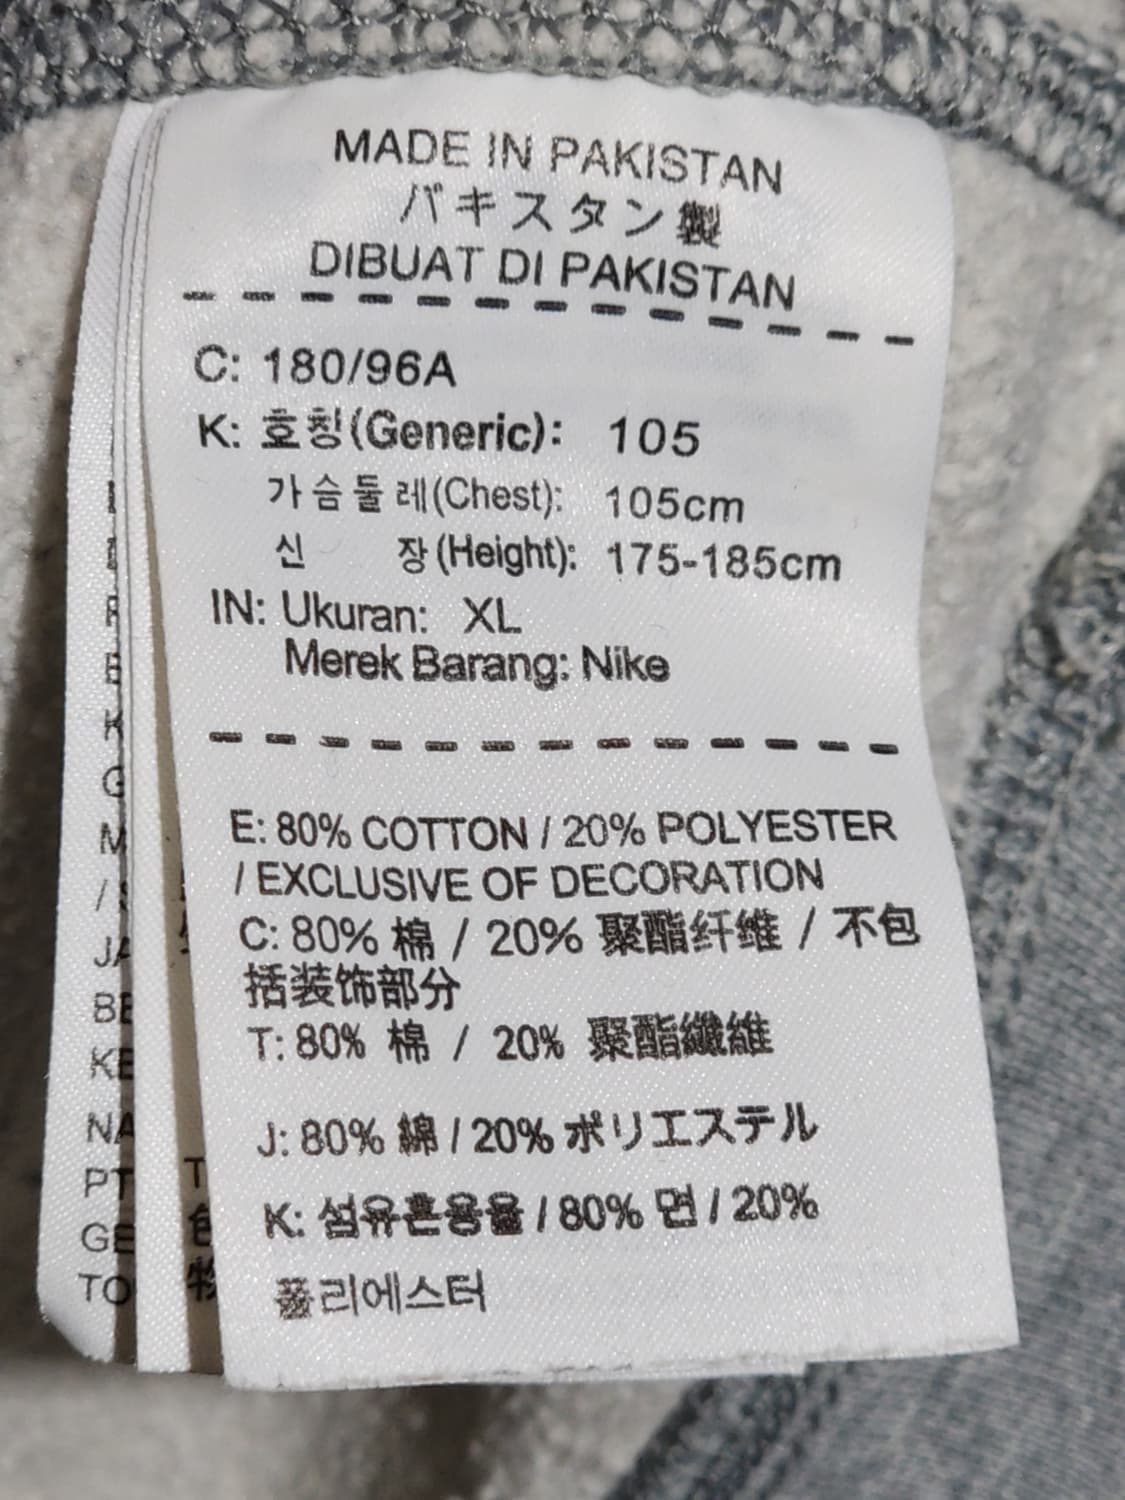 MADE IN PAKISTAN
パキスタン製
DIBUAT DI PAKISTAN
C: 180/96A
K: 호칭(Generic): 105
가슴둘레(Chest): 105cm
신 장(Height): 175-185cm
IN: Ukuran: XL
Merek Barang: Nike
E: 80% COTTON / 20% POLYESTER
/ EXCLUSIVE OF DECORATION
C: 80% 棉 / 20% 聚酯纤维 / 不包
括装饰部分
T: 80% 棉 / 20% 聚酯纖維
J: 80% 綿 / 20% ポリエステル
K: 섬유혼용율 / 80% 면 / 20%
폴리에스터